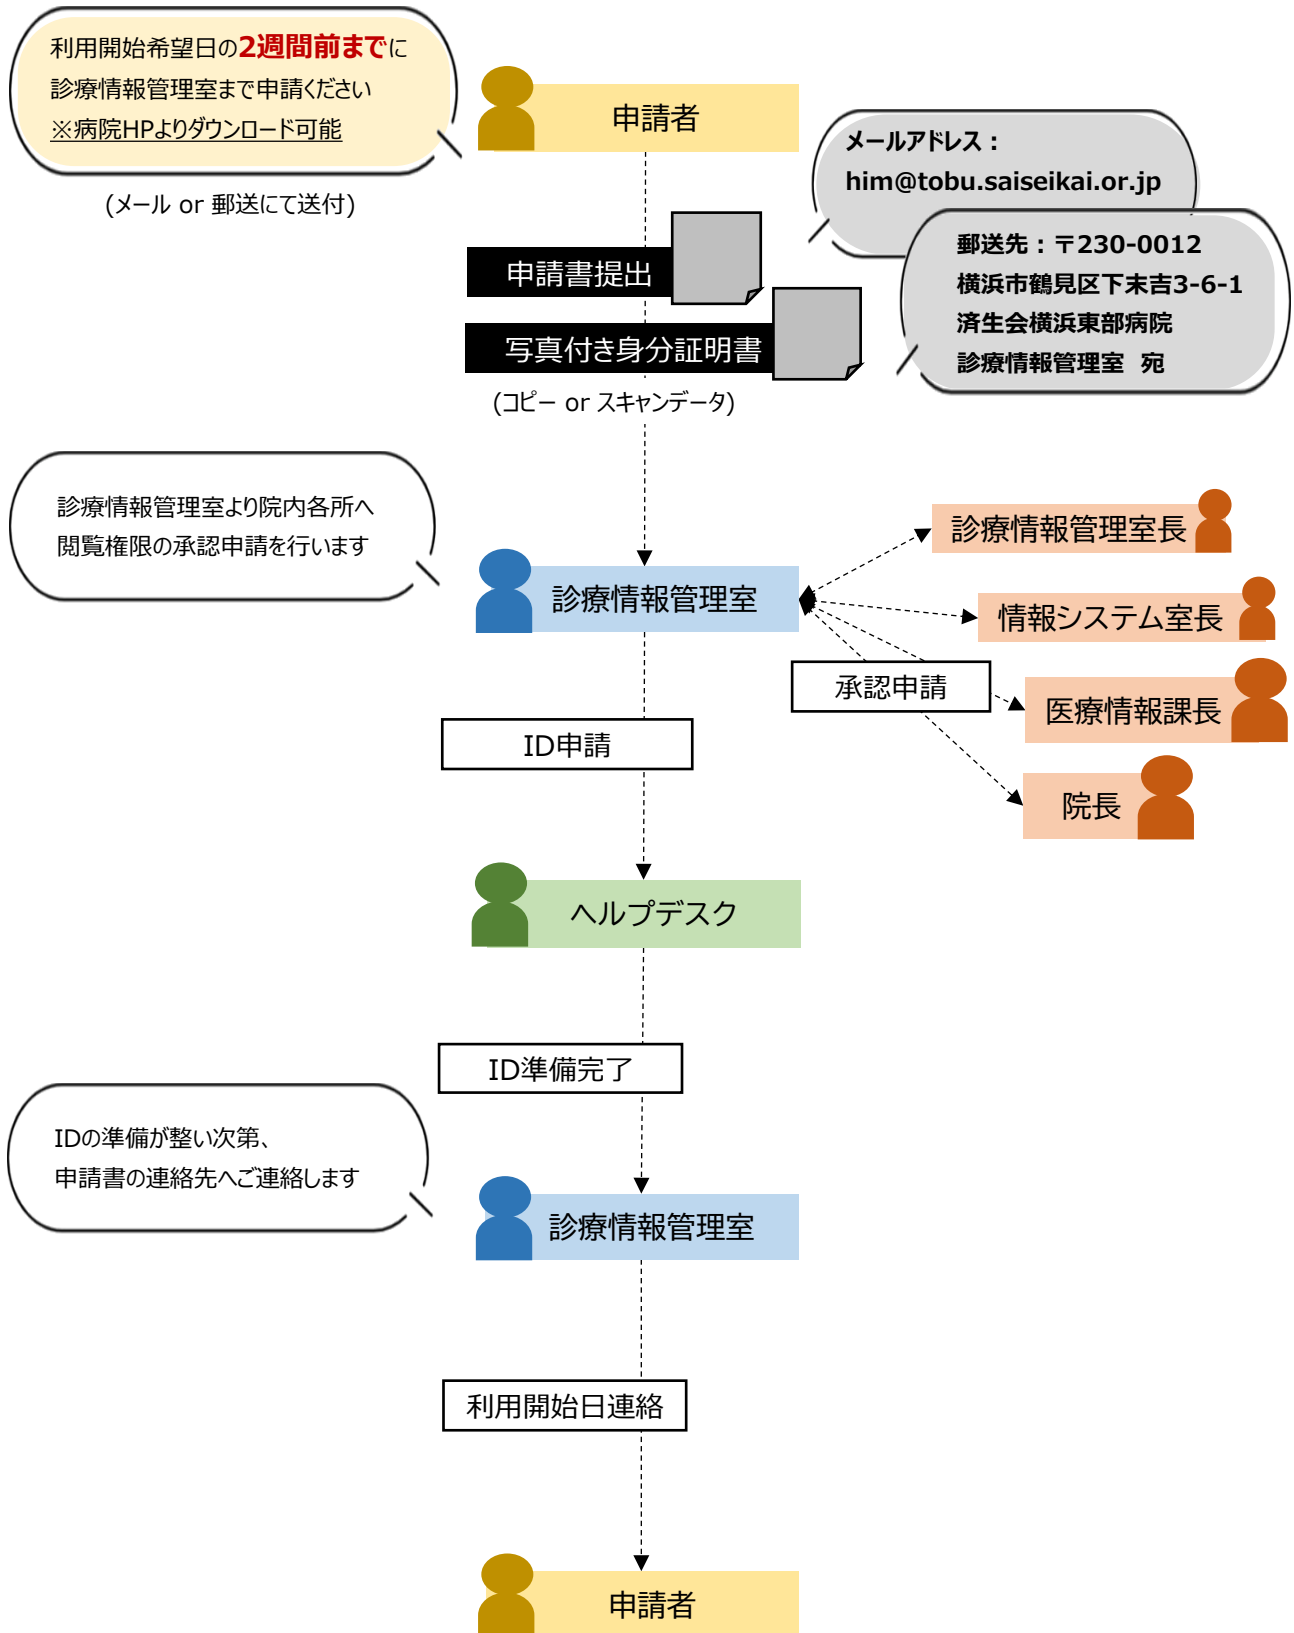 利用開始希望日の2週間前までに
診療情報管理室まで申請ください
※病院HPよりダウンロード可能
(メール or 郵送にて送付)
申請者
メールアドレス：
him@tobu.saiseikai.or.jp
郵送先：〒230-0012
横浜市鶴見区下末吉3-6-1
済生会横浜東部病院
診療情報管理室 宛
申請書提出
写真付き身分証明書
(コピー or スキャンデータ)
診療情報管理室より院内各所へ
閲覧権限の承認申請を行います
診療情報管理室
診療情報管理室長
情報システム室長
承認申請
医療情報課長
院長
ID申請
ヘルプデスク
ID準備完了
IDの準備が整い次第、
申請書の連絡先へご連絡します
診療情報管理室
利用開始日連絡
申請者